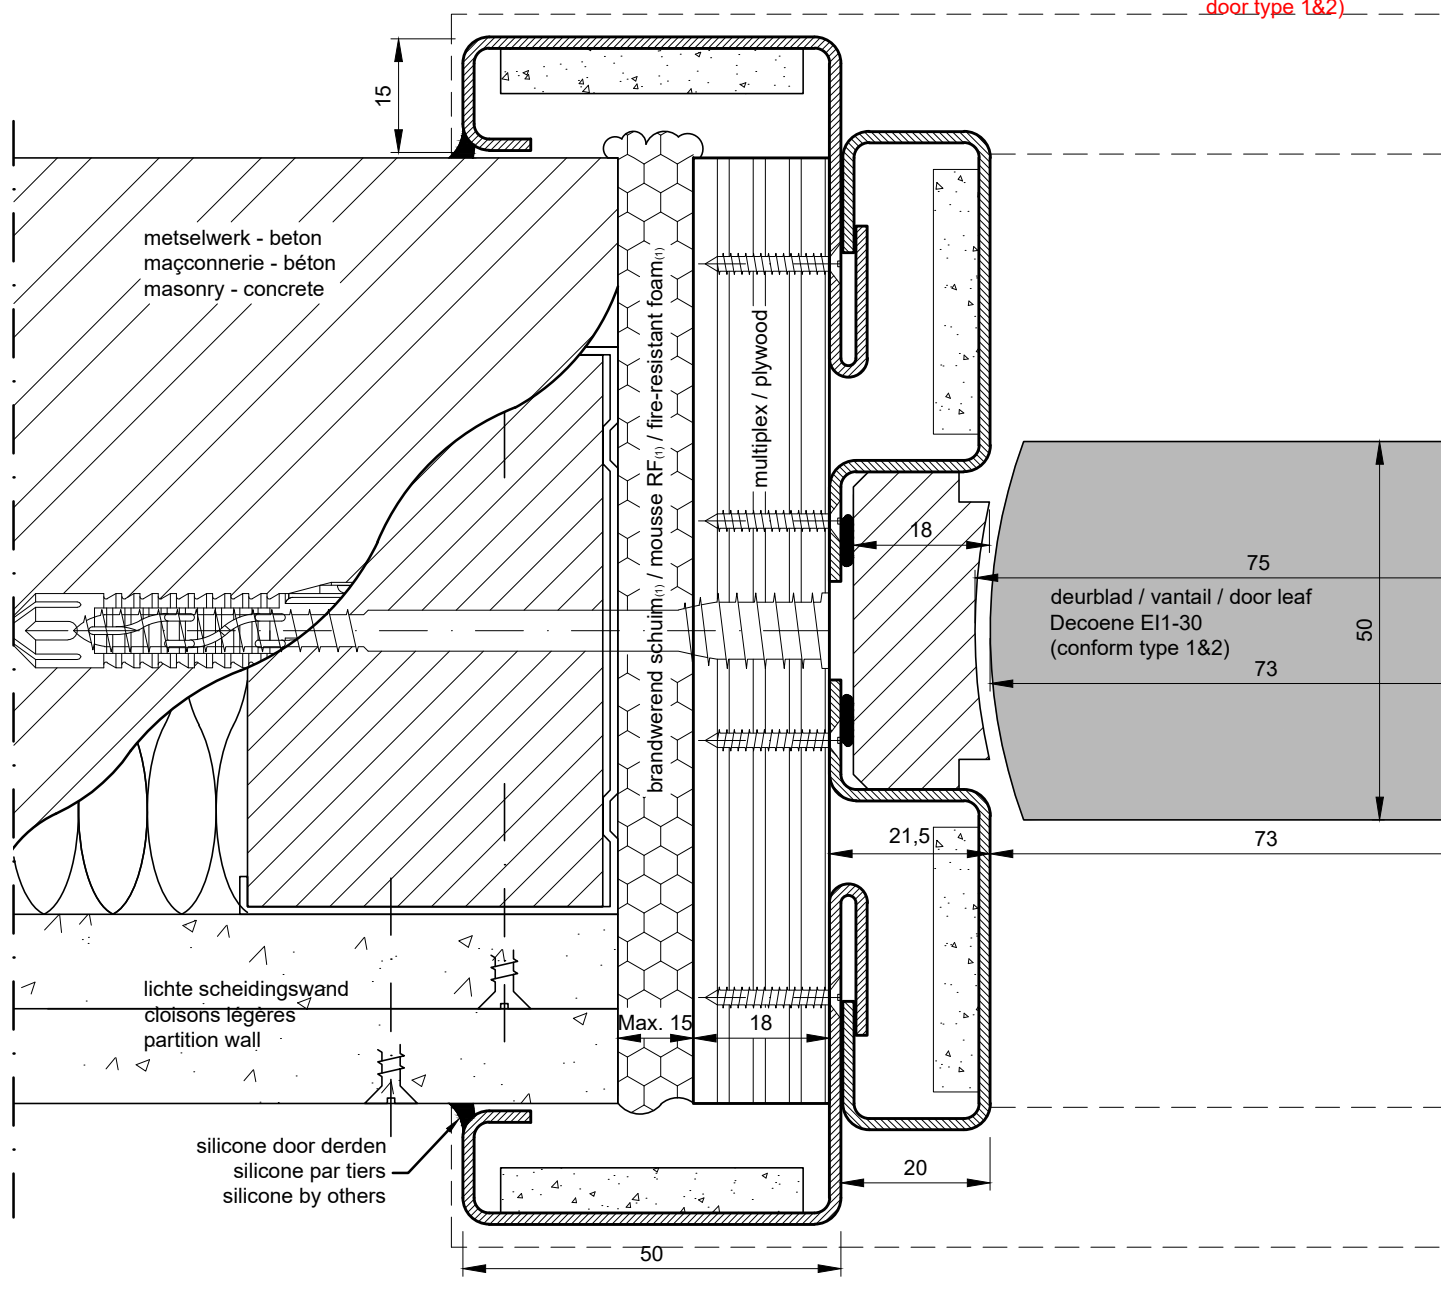 door type 1&2)
15
metselwerk - beton
maçconnerie - béton
masonry - concrete
brandwerend schuim(1) / mousse RF(1) / fire-resistant foam(1)
multiplex / plywood
18
75
deurblad / vantail / door leaf
Decoene EI1-30
(conform type 1&2)
50
73
21,5
73
lichte scheidingswand
cloisons légères
partition wall
Max. 15
18
silicone door derden
silicone par tiers
silicone by others
20
50